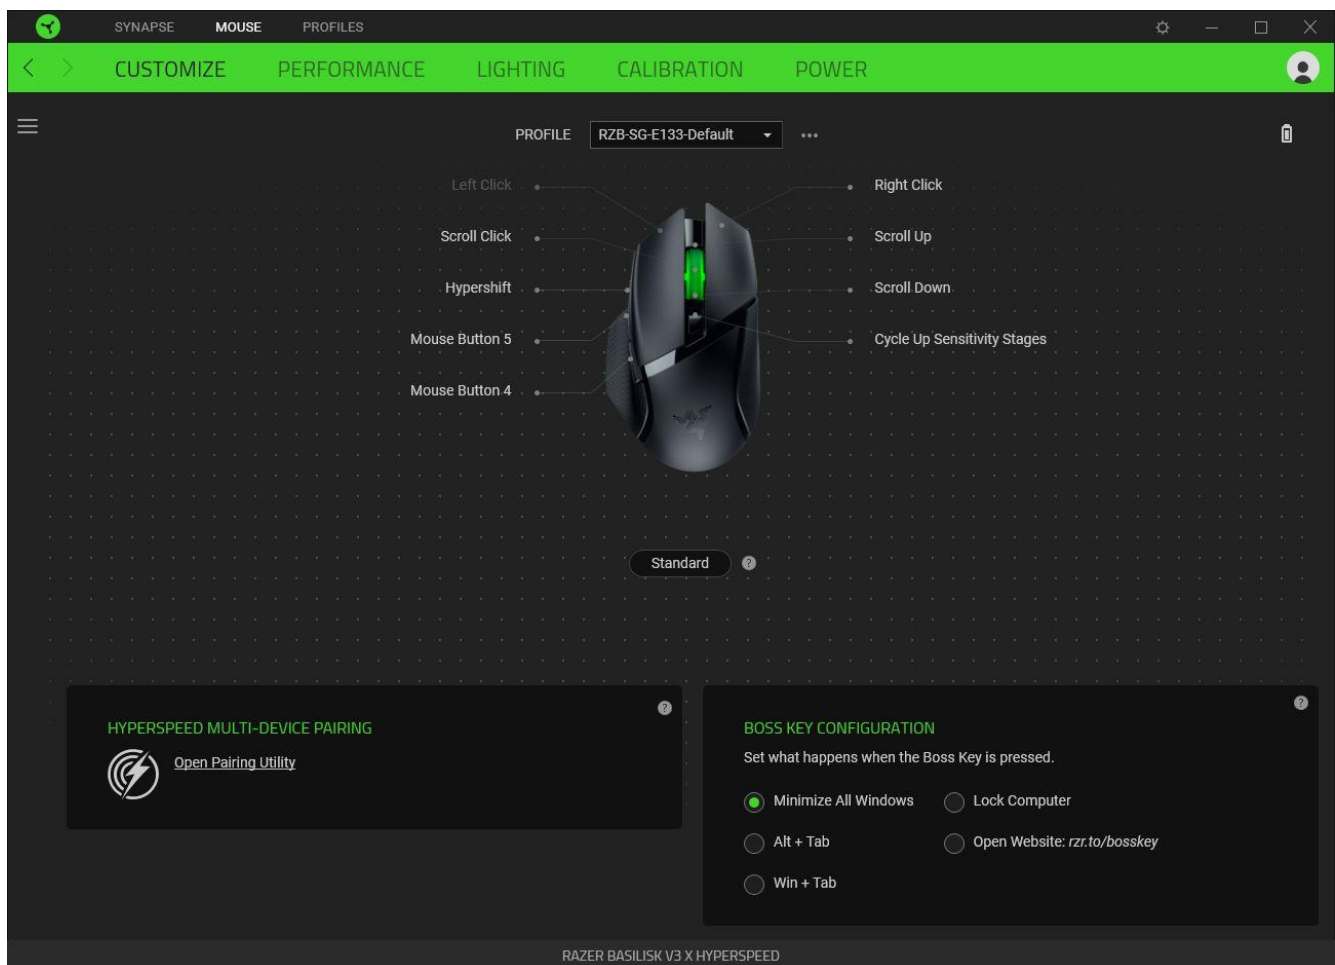 SYNAPSE MOUSE PROFILES
CUSTOMIZE PERFORMANCE LIGHTING CALIBRATION POWER
PROFILE RZB-SG-E133-Default
Left Click
Right Click
Scroll Click
Scroll Up
Hypershift
Scroll Down
Mouse Button 5
Cycle Up Sensitivity Stages
Mouse Button 4
Standard ?
?
HYPERSPEED MULTI-DEVICE PAIRING
Open Pairing Utility
?
BOSS KEY CONFIGURATION
Set what happens when the Boss Key is pressed.
Minimize All Windows
Lock Computer
Alt + Tab
Open Website: rzr.to/bosskey
Win + Tab
RAZER BASILISK V3 X HYPERSPEED